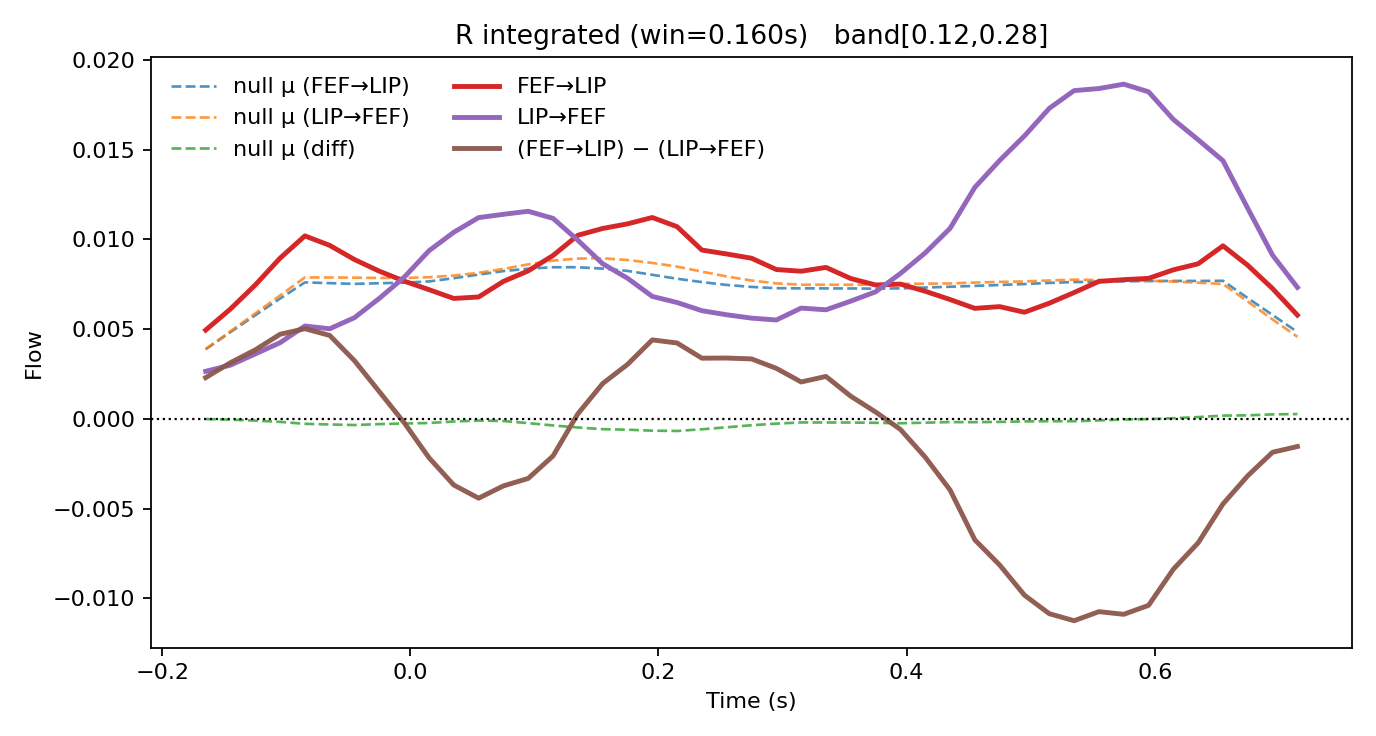 R integrated (win=0.160s)   band[0.12,0.28]
null μ (FEF→LIP)
null μ (LIP→FEF)
null μ (diff)
FEF→LIP
LIP→FEF
(FEF→LIP) − (LIP→FEF)
Flow
0.020
0.015
0.010
0.005
0.000
−0.005
−0.010
−0.2
0.0
0.2
0.4
0.6
Time (s)